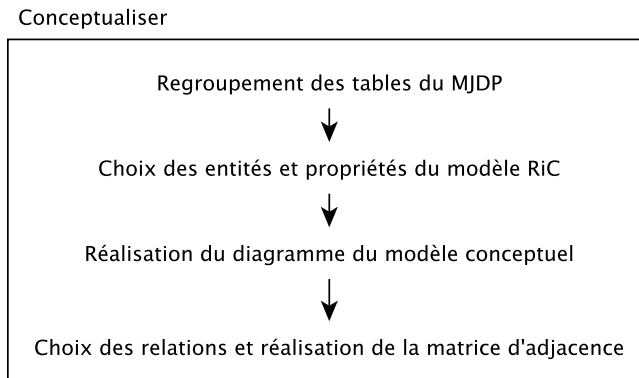 Conceptualiser
Regroupement des tables du MJDP
Choix des entités et propriétés du modèle RiC
Réalisation du diagramme du modèle conceptuel
Choix des relations et réalisation de la matrice d'adjacence